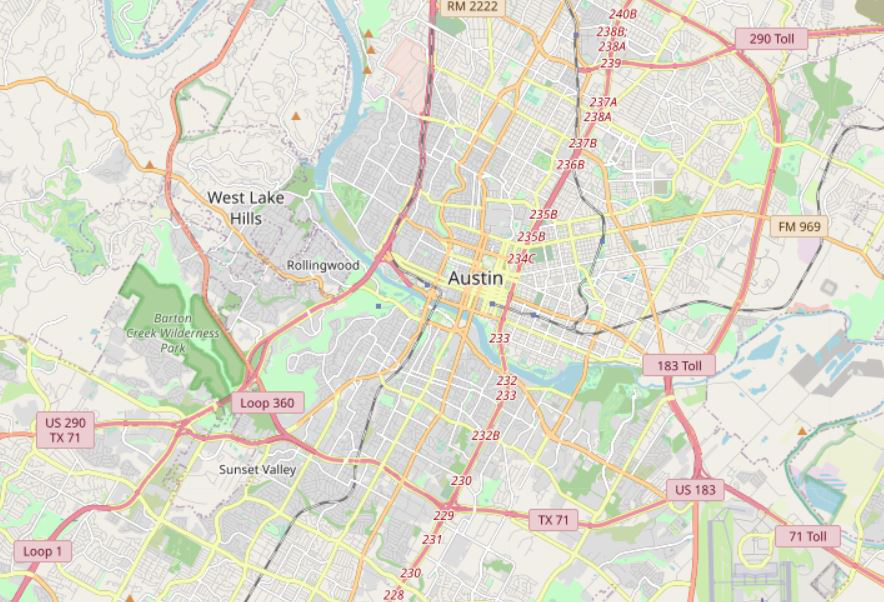 RM 2222
240B
238B;
238A
290 Toll
239
237A
238A
237B
236B
West Lake
Hills
235B
FM 969
235B
234C
Rollingwood
Austin
Barton
Creek Wilderness
Park
233
183 Toll
232
233
Loop 360
US 290
TX 71
232B
Sunset Valley
230
US 183
229
TX 71
231
71 Toll
Loop 1
230
228